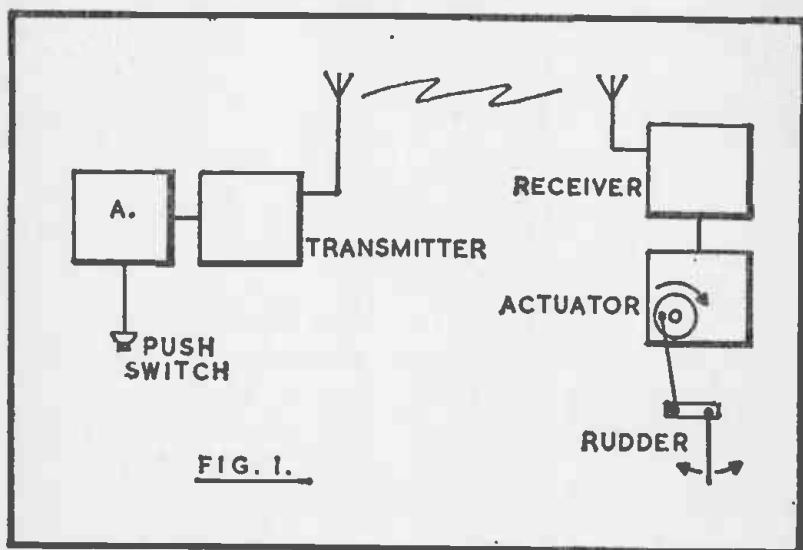 A.
TRANSMITTER
PUSH
SWITCH
RECEIVER
ACTUATOR
RUDDER
FIG. 1.